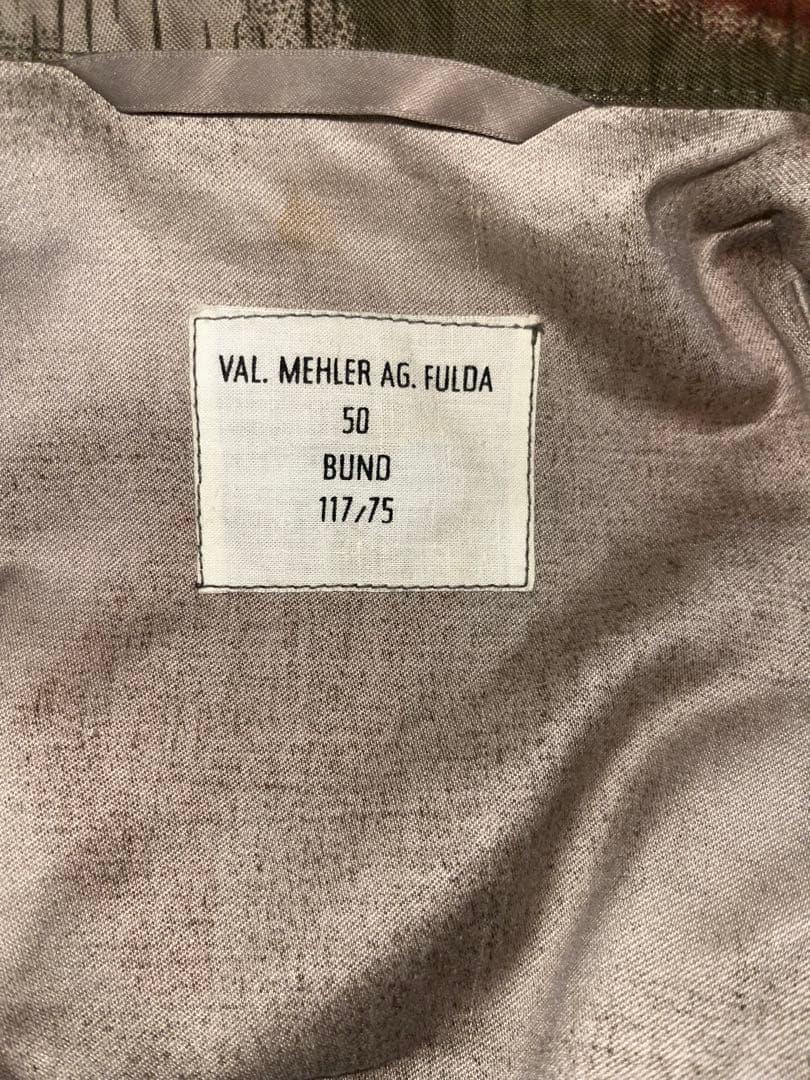 VAL. MEHLER AG. FULDA
50
BUND
117/75